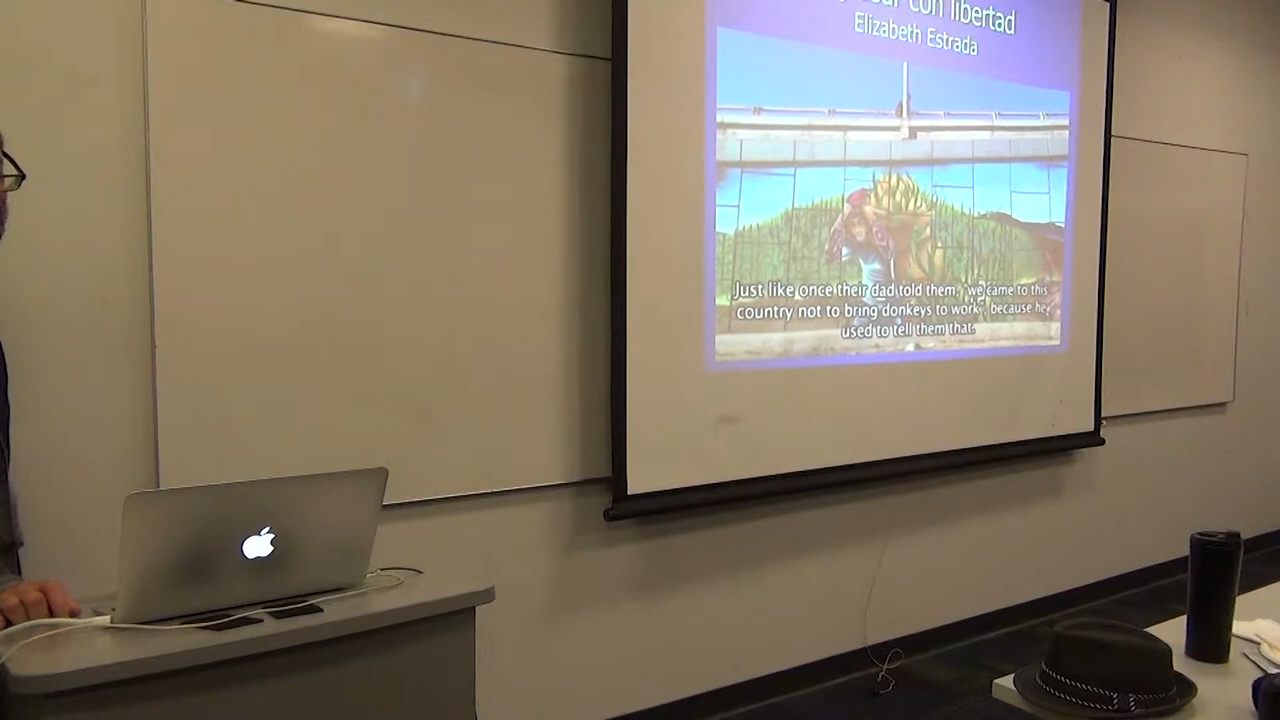 con libertad
Elizabeth Estrada
Just like once their dad told them, "we came to this
country not to bring donkeys to work", because he
used to tell them that.